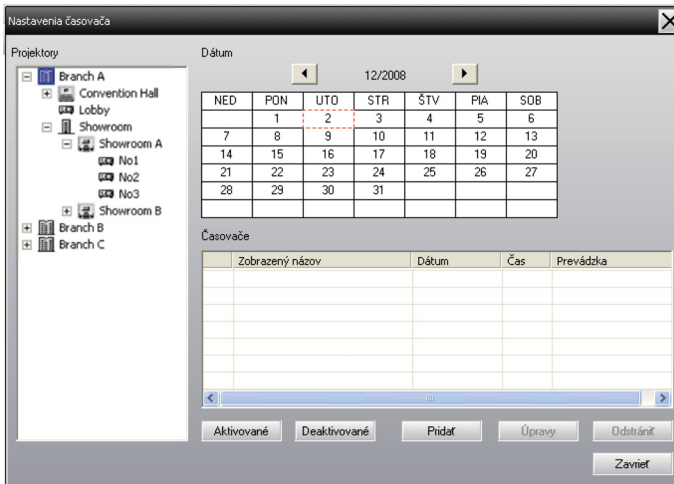 Nastavenia časovača
Projektory
Branch A
Convention Hall
Lobby
Showroom
Showroom A
No1
No2
No3
Showroom B
Branch B
Branch C
Dátum
12/2008
NED PON UTO STR ŠTV PIA SOB
1 2 3 4 5 6
7 8 9 10 11 12 13
14 15 16 17 18 19 20
21 22 23 24 25 26 27
28 29 30 31
Časovače
Zobrazený názov Dátum Čas Prevádzka
Aktivované Deaktivované Pridať Úpravy Odstrániť
Zavrieť